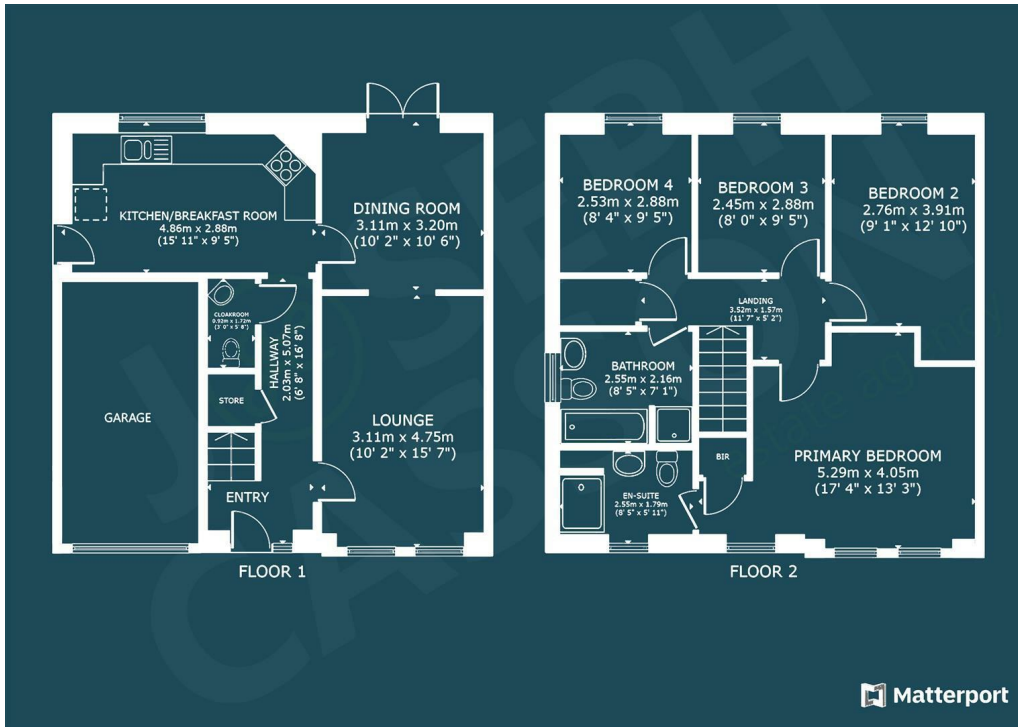 KITCHEN/BREAKFAST ROOM
4.86m x 2.88m
(15' 11" x 9' 5")
DINING ROOM
3.11m x 3.20m
(10' 2" x 10' 6")
CLOAKROOM
0.92m x 1.72m
(3' 0" x 5' 8")
HALLWAY
2.03m x 5.07m
(6' 8" x 16' 8")
GARAGE
STORE
LOUNGE
3.11m x 4.75m
(10' 2" x 15' 7")
ENTRY
FLOOR 1
BEDROOM 4
2.53m x 2.88m
(8' 4" x 9' 5")
BEDROOM 3
2.45m x 2.88m
(8' 0" x 9' 5")
BEDROOM 2
2.76m x 3.91m
(9' 1" x 12' 10")
LANDING
3.52m x 1.57m
(11' 7" x 5' 2")
BATHROOM
2.55m x 2.16m
(8' 5" x 7' 1")
BIR
PRIMARY BEDROOM
5.29m x 4.05m
(17' 4" x 13' 3")
EN-SUITE
2.55m x 1.79m
(8' 5" x 5' 11")
FLOOR 2
Matterport